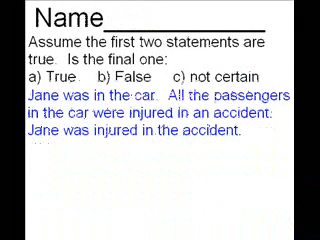 Name___________________
Assume the first two statements are
true.  Is the final one:
a) True    b) False    c) not certain
Jane was in the car.  All the passengers
in the car were injured in an accident.
Jane was injured in the accident.